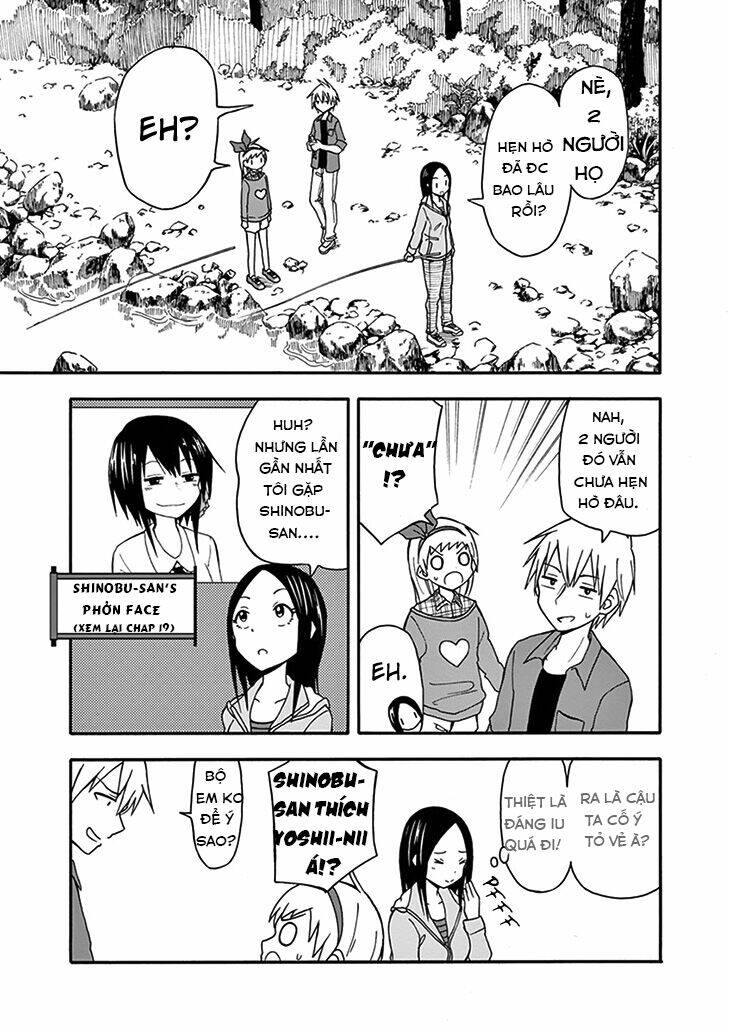 NÈ,
2
NGƯỜI
HỌ
HẸN HÒ
ĐÃ ĐC
BAO LÂU
RỒI?
EH?
NAH,
2 NGƯỜI
ĐÓ VẪN
CHƯA HẸN
HÒ ĐÂU.
"CHƯA"
!?
EH.
HUH?
NHƯNG LẦN
GẦN NHẤT
TÔI GẶP
SHINOBU-
SAN....
SHINOBU-SAN'S
PHỞN FACE
(XEM LẠI CHAP 19)
RA LÀ CẬU
TA CỐ Ý
TỎ VẺ À?
THIỆT LÀ
ĐÁNG IU
QUÁ ĐI!
PFFF
SHINOBU-
SAN THÍCH
YOSHII-NII
Á!?
BỘ
EM KO
ĐỂ Ý
SAO?